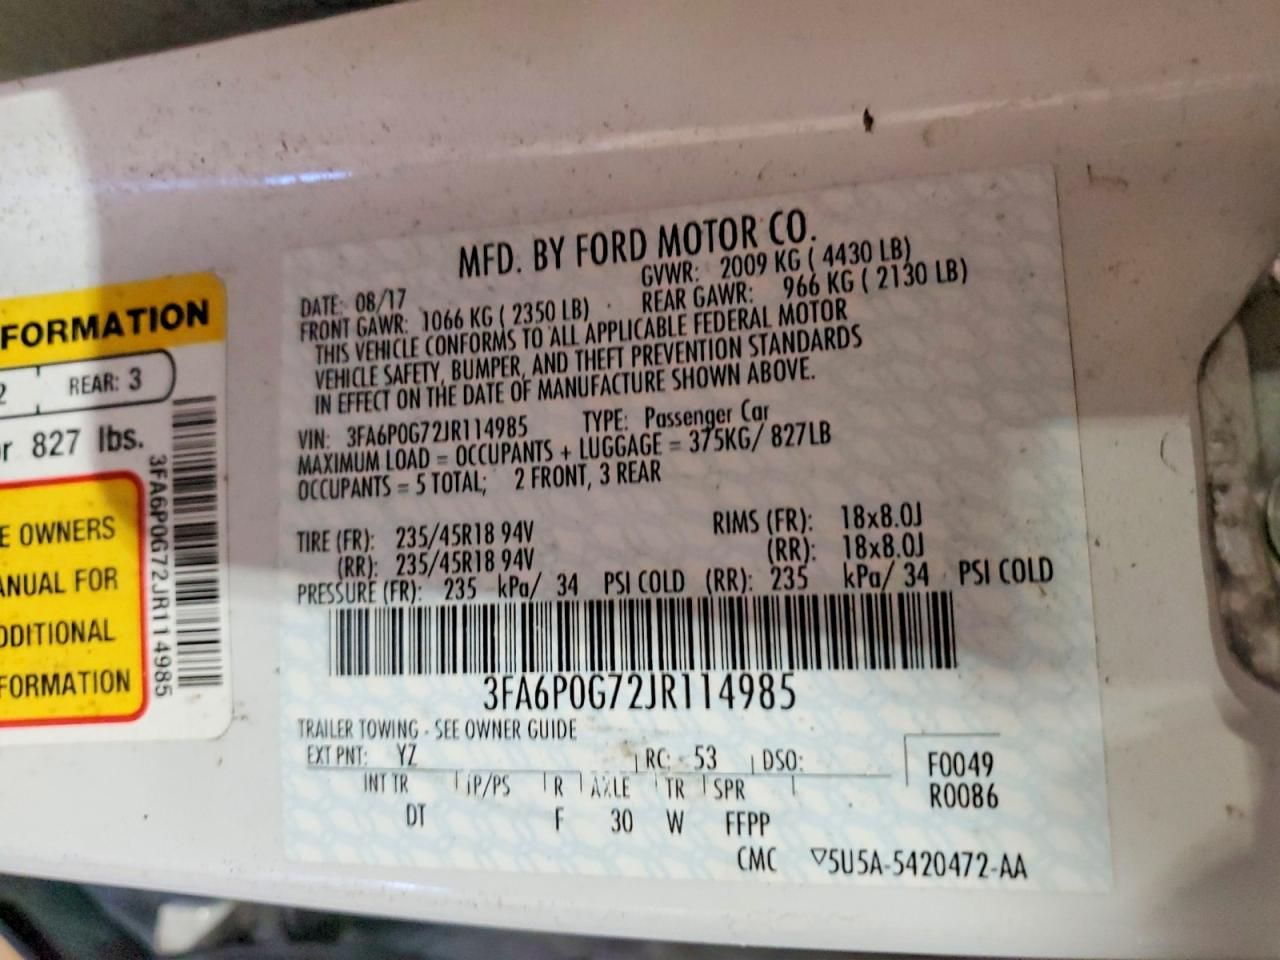 FORMATION
2 REAR: 3
r 827 lbs.
E OWNERS
ANUAL FOR
DDITIONAL
FORMATION
3FA6P0G72JR114985
MFD. BY FORD MOTOR CO.
DATE: 08/17 GVWR: 2009 KG ( 4430 LB)
FRONT GAWR: 1066 KG ( 2350 LB) REAR GAWR: 966 KG ( 2130 LB)
THIS VEHICLE CONFORMS TO ALL APPLICABLE FEDERAL MOTOR
VEHICLE SAFETY, BUMPER, AND THEFT PREVENTION STANDARDS
IN EFFECT ON THE DATE OF MANUFACTURE SHOWN ABOVE.
VIN: 3FA6P0G72JR114985 TYPE: Passenger Car
MAXIMUM LOAD = OCCUPANTS + LUGGAGE = 375KG/ 827LB
OCCUPANTS = 5 TOTAL; 2 FRONT, 3 REAR
TIRE (FR): 235/45R18 94V RIMS (FR): 18x8.0J
(RR): 235/45R18 94V (RR): 18x8.0J
PRESSURE (FR): 235 kPa/ 34 PSI COLD (RR): 235 kPa/ 34 PSI COLD
3FA6P0G72JR114985
TRAILER TOWING - SEE OWNER GUIDE
EXT PNT: YZ RC: 53 DSO: F0049
INT TR TP/PS R AXLE TR SPR R0086
DT F 30 W FFPP
CMC ▽5U5A-5420472-AA